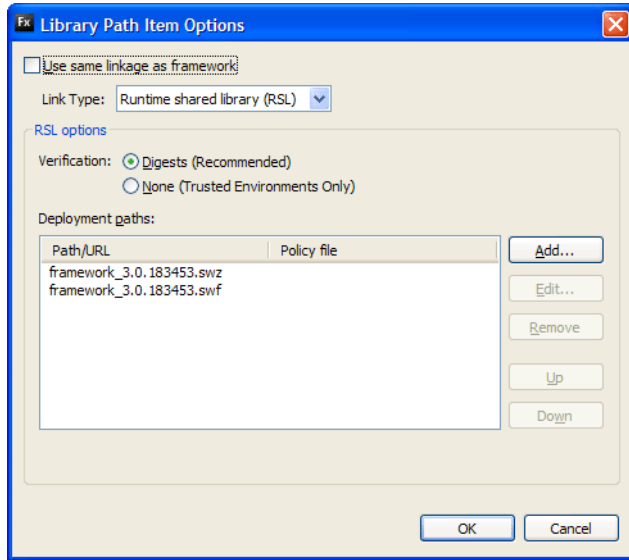 Fx Library Path Item Options
Use same linkage as framework
Link Type: Runtime shared library (RSL)
RSL options
Verification: Digests (Recommended)
None (Trusted Environments Only)
Deployment paths:
Path/URL Policy file Add...
framework_3.0.183453.swz
framework_3.0.183453.swf
Edit...
Remove
Up
Down
OK Cancel